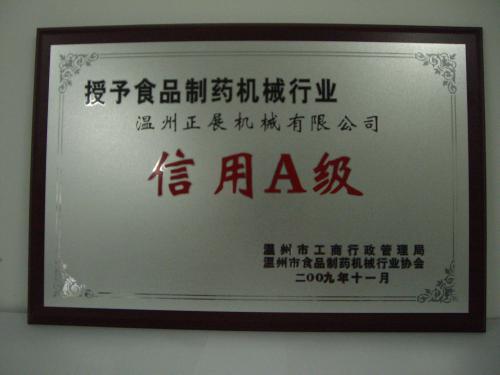 授予食品制药机械行业
温州正展机械有限公司
信用A级
温州市工商行政管理局
温州市食品制药机械行业协会
二00九年十一月